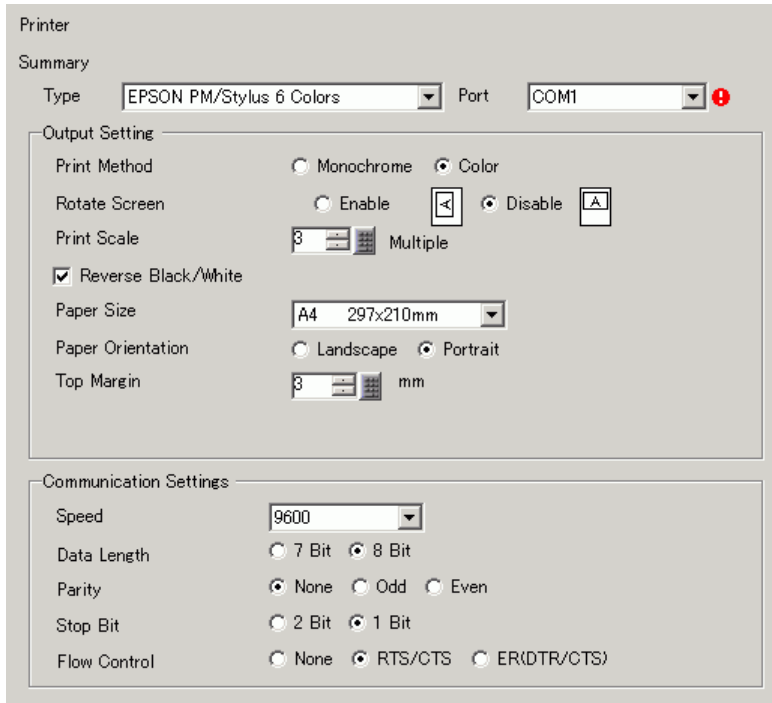 Printer
Summary
Type EPSON PM/Stylus 6 Colors Port COM1
Output Setting
Print Method Monochrome Color
Rotate Screen Enable A Disable A
Print Scale 3 Multiple
Reverse Black/White
Paper Size A4 297x210mm
Paper Orientation Landscape Portrait
Top Margin 3 mm
Communication Settings
Speed 9600
Data Length 7 Bit 8 Bit
Parity None Odd Even
Stop Bit 2 Bit 1 Bit
Flow Control None RTS/CTS ER(DTR/CTS)